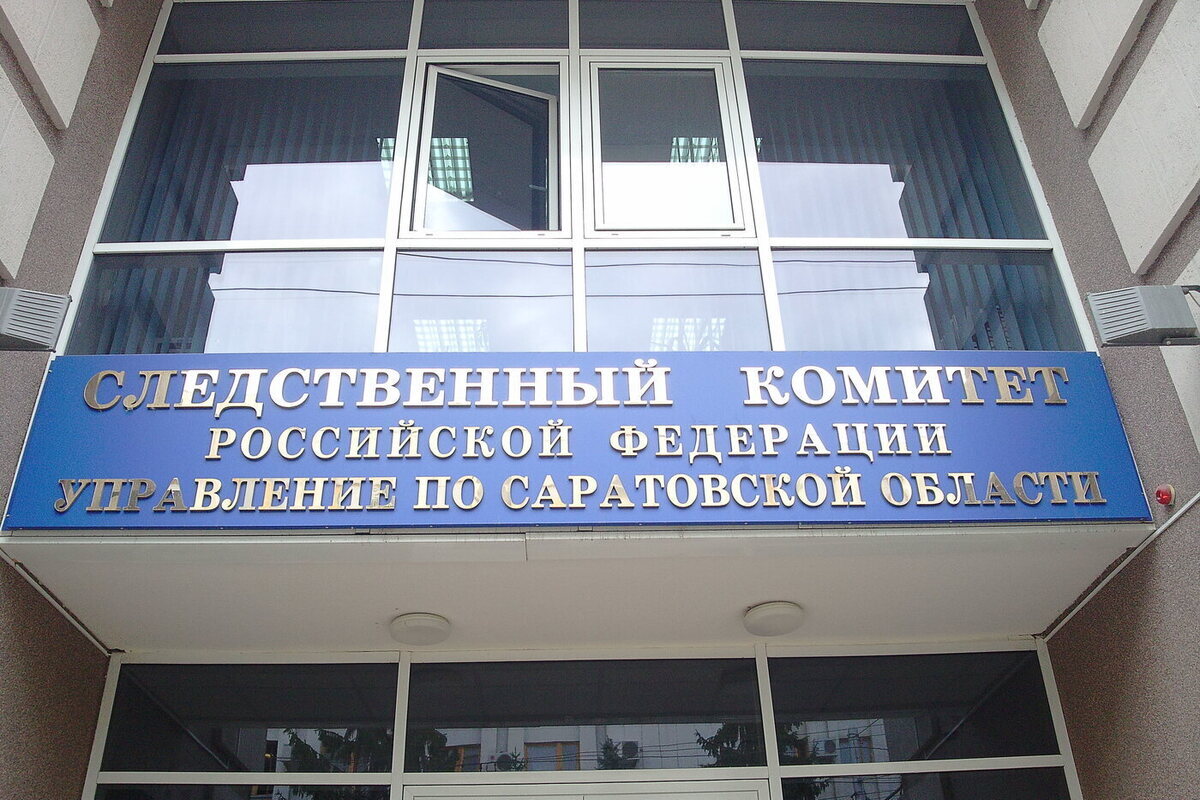 СЛЕДСТВЕННЫЙ КОМИТЕТ
РОССИЙСКОЙ ФЕДЕРАЦИИ
УПРАВЛЕНИЕ ПО САРАТОВСКОЙ ОБЛАСТИ